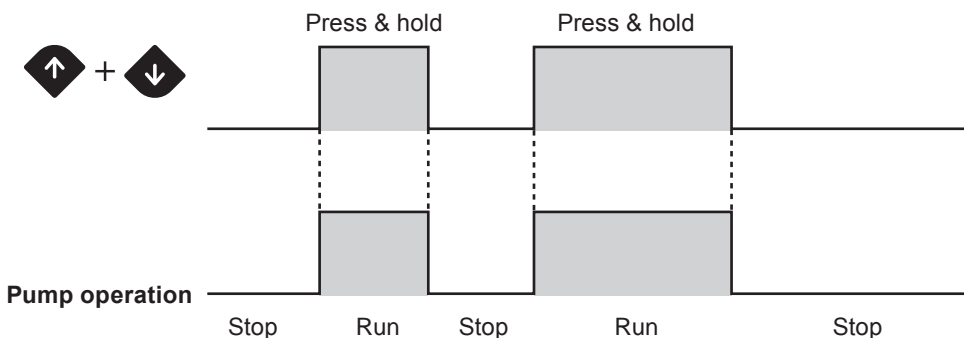 Press & hold Press & hold
↑ + ↓
Pump operation
Stop Run Stop Run Stop